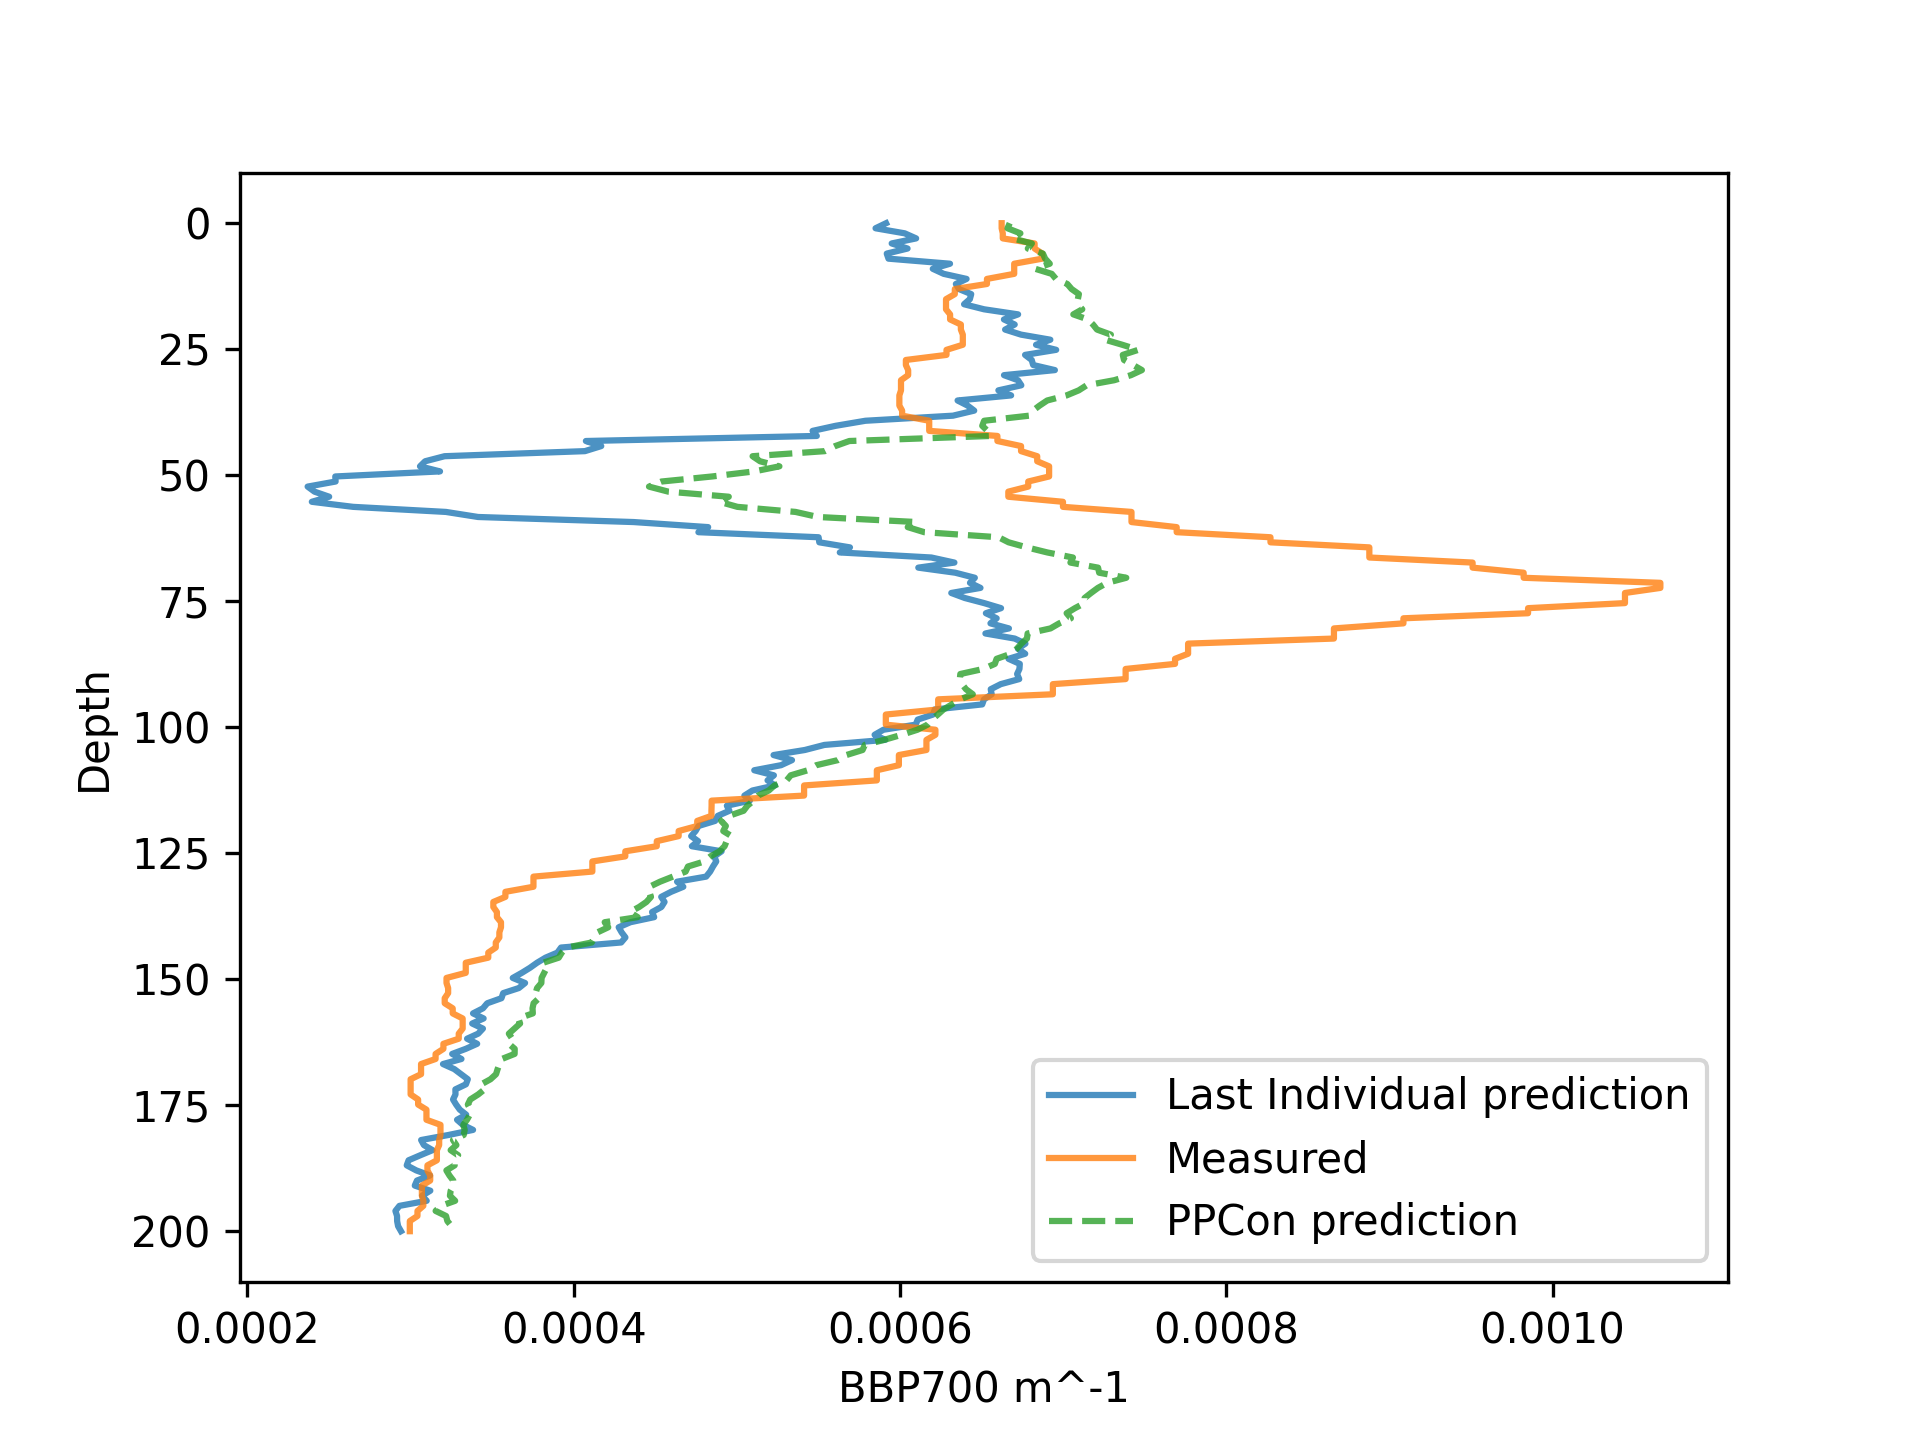 0
25
50
75
100
125
150
175
200
Depth
0.0002 0.0004 0.0006 0.0008 0.0010
BBP700 m^-1
Last Individual prediction
Measured
PPCon prediction